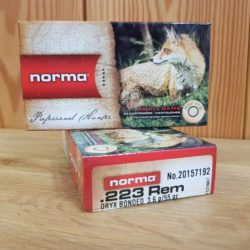 norma
Professional Hunter
SMALL GAME
norma
No.20157192
.223 Rem
ORYX BONDED 3,6 g/55 gr